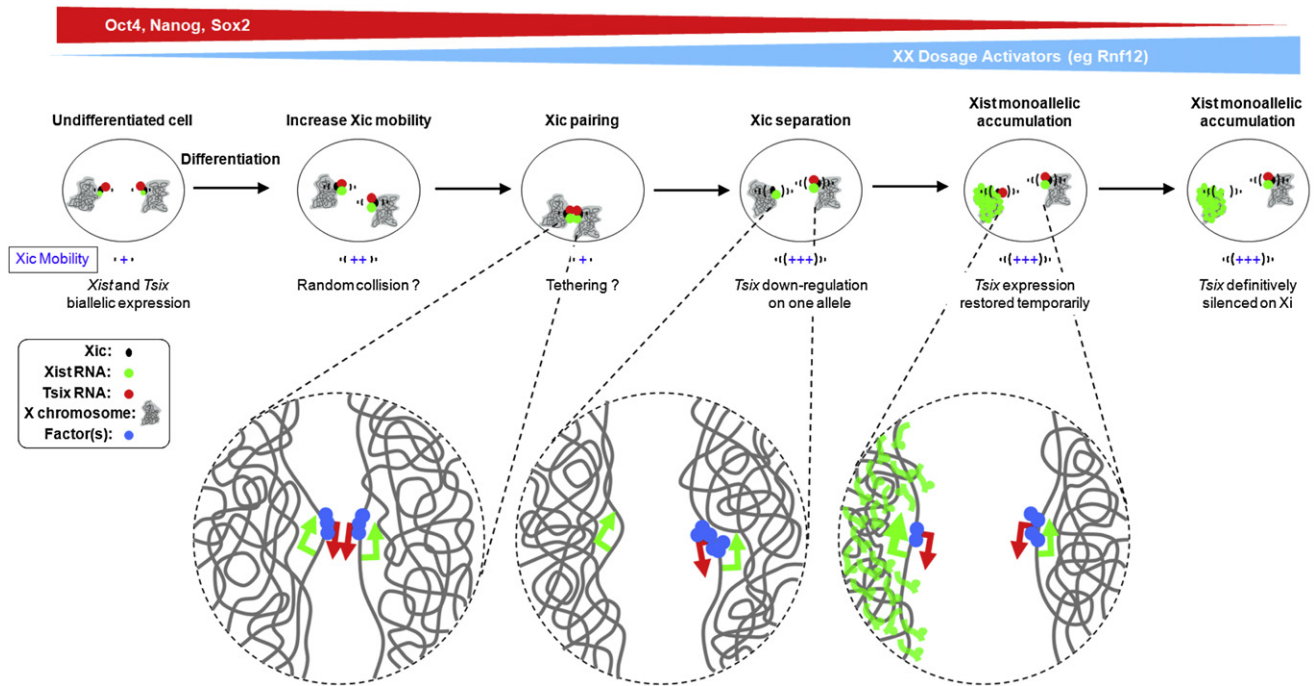 Oct4, Nanog, Sox2
XX Dosage Activators (eg Rnf12)
Undifferentiated cell
Differentiation
Increase Xic mobility
Xic pairing
Xic separation
Xist monoallelic
accumulation
Xist monoallelic
accumulation
Xic Mobility
+
++
+
+++
+++
+++
Xist and Tsix
biallelic expression
Random collision ?
Tethering ?
Tsix down-regulation
on one allele
Tsix expression
restored temporarily
Tsix definitively
silenced on Xi
Xic:
Xist RNA:
Tsix RNA:
X chromosome:
Factor(s):